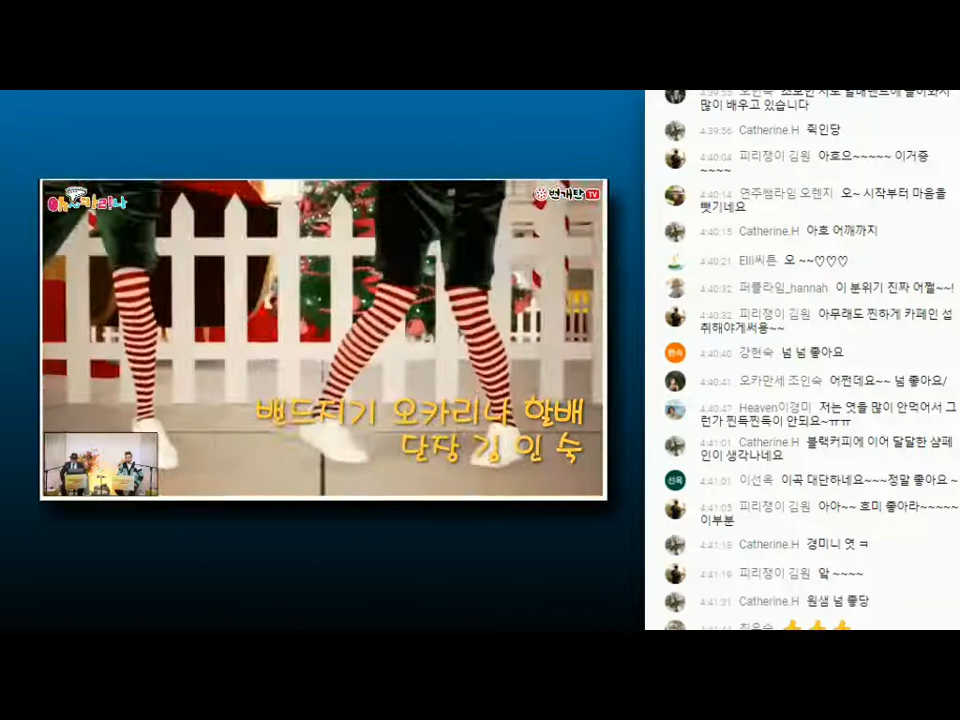 번개탄TV
밴드지기 오카리나 할배
단장 김 인 숙
많이 배우고 있습니다
4:39:56 Catherine.H 쥑인당
4:40:04 피리쟁이 김원 아흐요~~~~~ 이거증
~~~~
4:40:14 연주쌤라임 오렌지 오~ 시작부터 마음을
뺏기네요
4:40:15 Catherine.H 아흐 어깨까지
4:40:21 Elli씨튼 오 ~~♡♡♡
4:40:32 퍼플라임_hannah 이 분위기 진짜 어쩔~~!
4:40:32 피리쟁이 김원 아무래도 찐하게 카페인 섭
취해야게써용~~
4:40:40 강현숙 넘 넘 좋아요
4:40:41 오카만세 조인숙 어쩐데요~~ 넘 좋아요/
4:40:47 Heaven이경미 저는 엿을 많이 안먹어서 그
런가 찐득찐득이 안되요~ㅠㅠ
4:41:01 Catherine.H 블랙커피에 이어 달달한 샴페
인이 생각나네요
선옥 4:41:01 이선옥 이곡 대단하네요~~~정말 좋아요 ~
4:41:05 피리쟁이 김원 아아~~ 흐미 좋아라~~~~~
이부분
4:41:18 Catherine.H 경미니 엿 ㅋ
4:41:19 피리쟁이 김원 앜 ~~~~
4:41:31 Catherine.H 원샘 넘 좋당